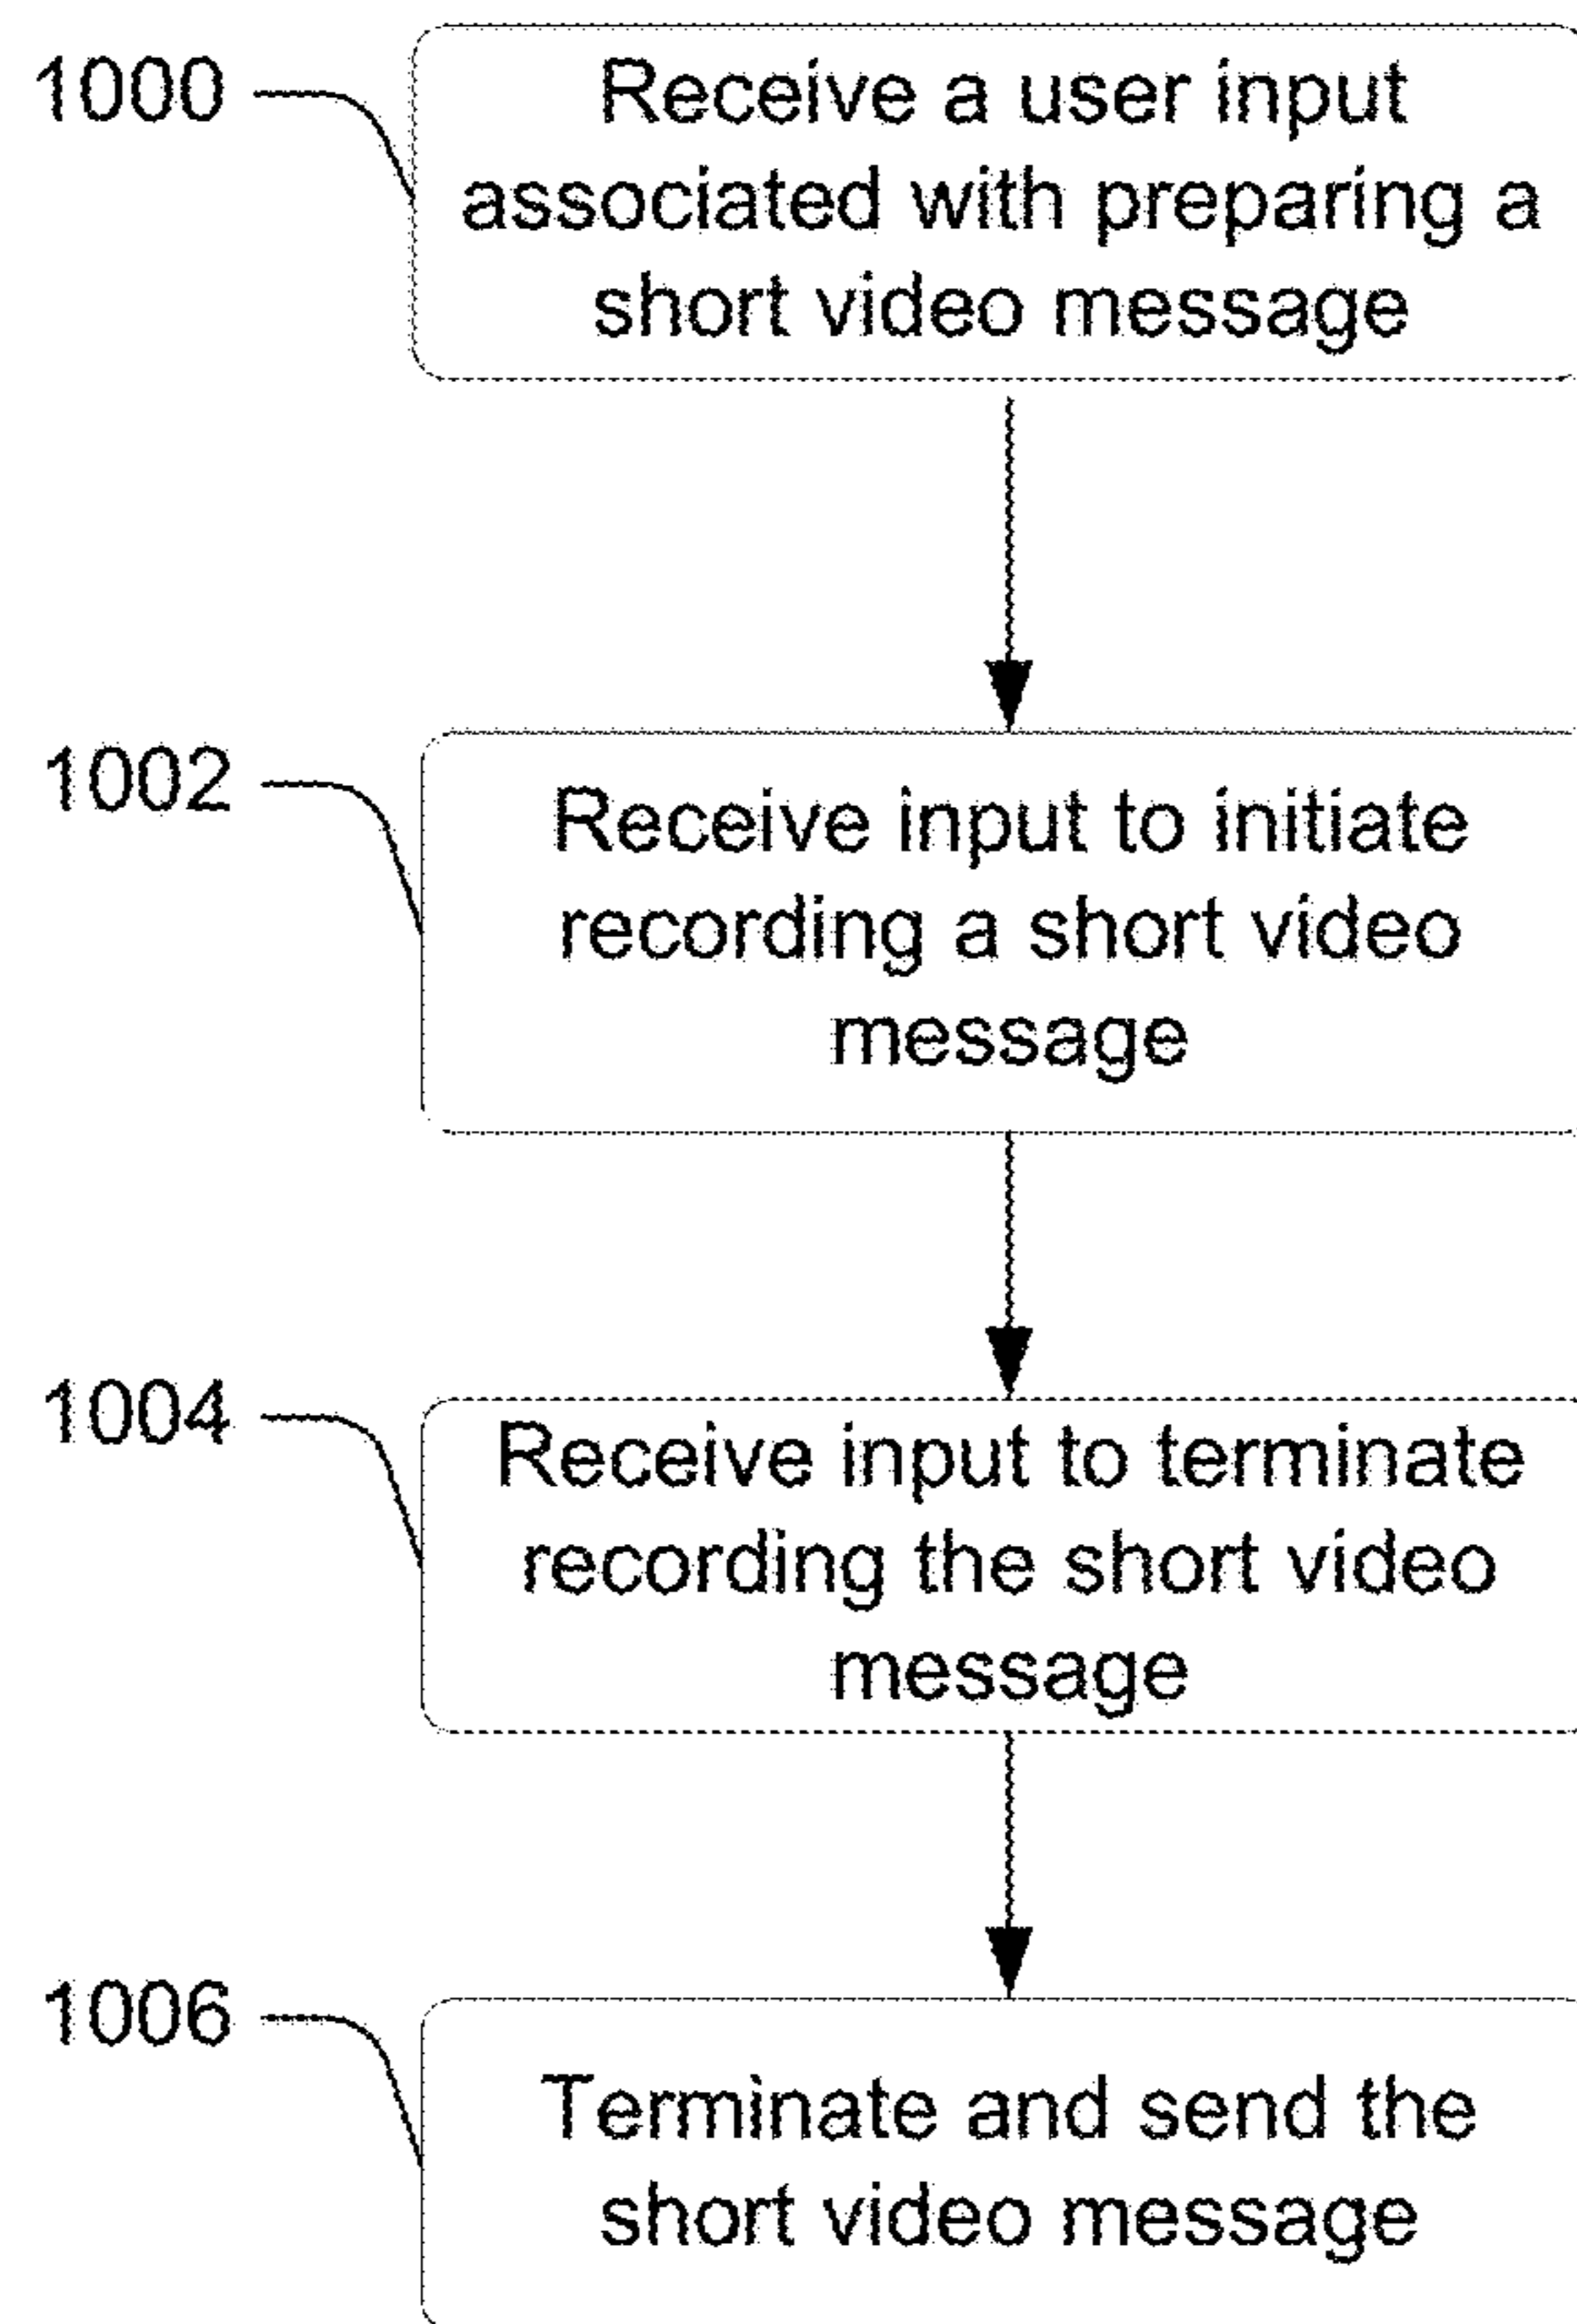 1000
Receive a user input
associated with preparing a
short video message
1002
Receive input to initiate
recording a short video
message
1004
Receive input to terminate
recording the short video
message
1006
Terminate and send the
short video message